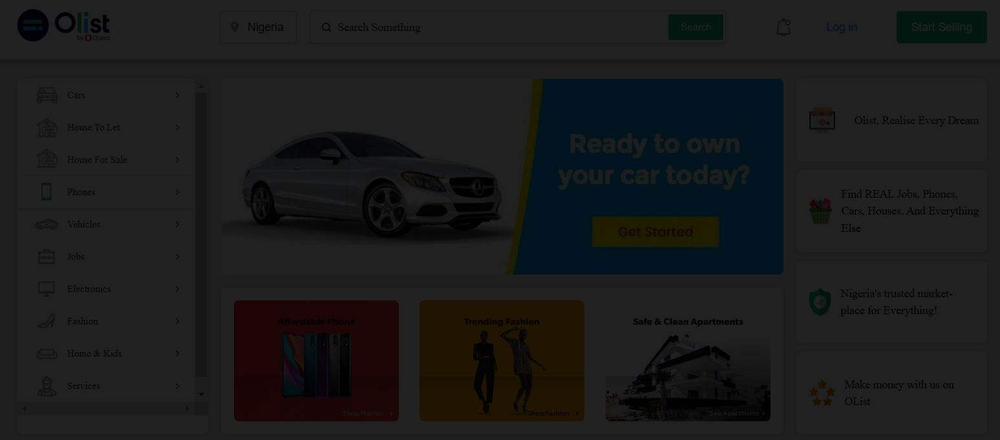 Olist
by Opera
Nigeria
Search Something
Search
Log in
Start Selling
Cars
House To Let
House For Sale
Phones
Vehicles
Jobs
Electronics
Fashion
Home & Kids
Services
Ready to own
your car today?
Get Started
Affordable Phone
Shop Phones
Trending Fashion
Shop Fashion
Safe & Clean Apartments
See Apartments
Olist, Realise Every Dream
Find REAL Jobs, Phones,
Cars, Houses, And Everything
Else
Nigeria's trusted market-
place for Everything!
Make money with us on
OList